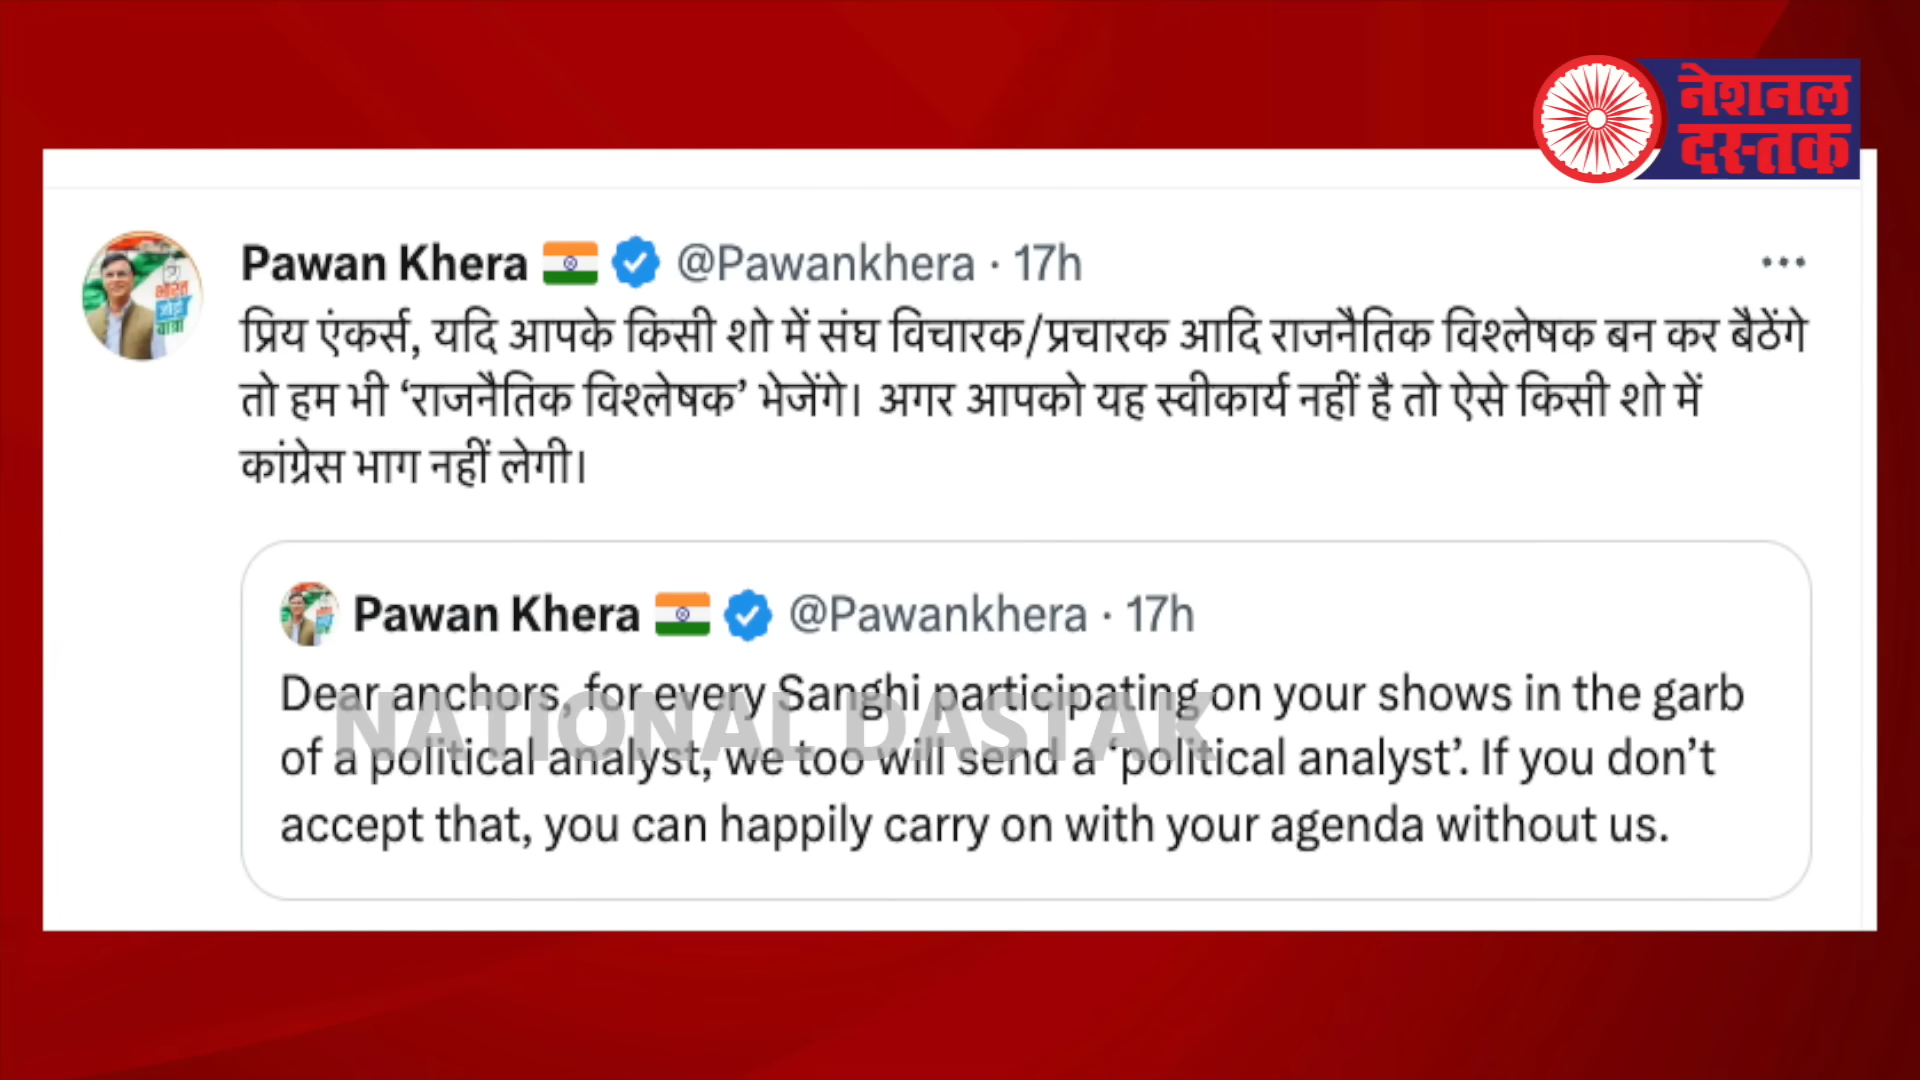 नेशनल
दस्तक
Pawan Khera @Pawankhera · 17h
प्रिय एंकर्स, यदि आपके किसी शो में संघ विचारक/प्रचारक आदि राजनैतिक विश्लेषक बन कर बैठेंगे
तो हम भी ‘राजनैतिक विश्लेषक’ भेजेंगे। अगर आपको यह स्वीकार्य नहीं है तो ऐसे किसी शो में
कांग्रेस भाग नहीं लेगी।
भारत
जोड़ो
यात्रा
Pawan Khera @Pawankhera · 17h
Dear anchors, for every Sanghi participating on your shows in the garb
of a political analyst, we too will send a ‘political analyst’. If you don’t
accept that, you can happily carry on with your agenda without us.
NATIONAL DASTAK